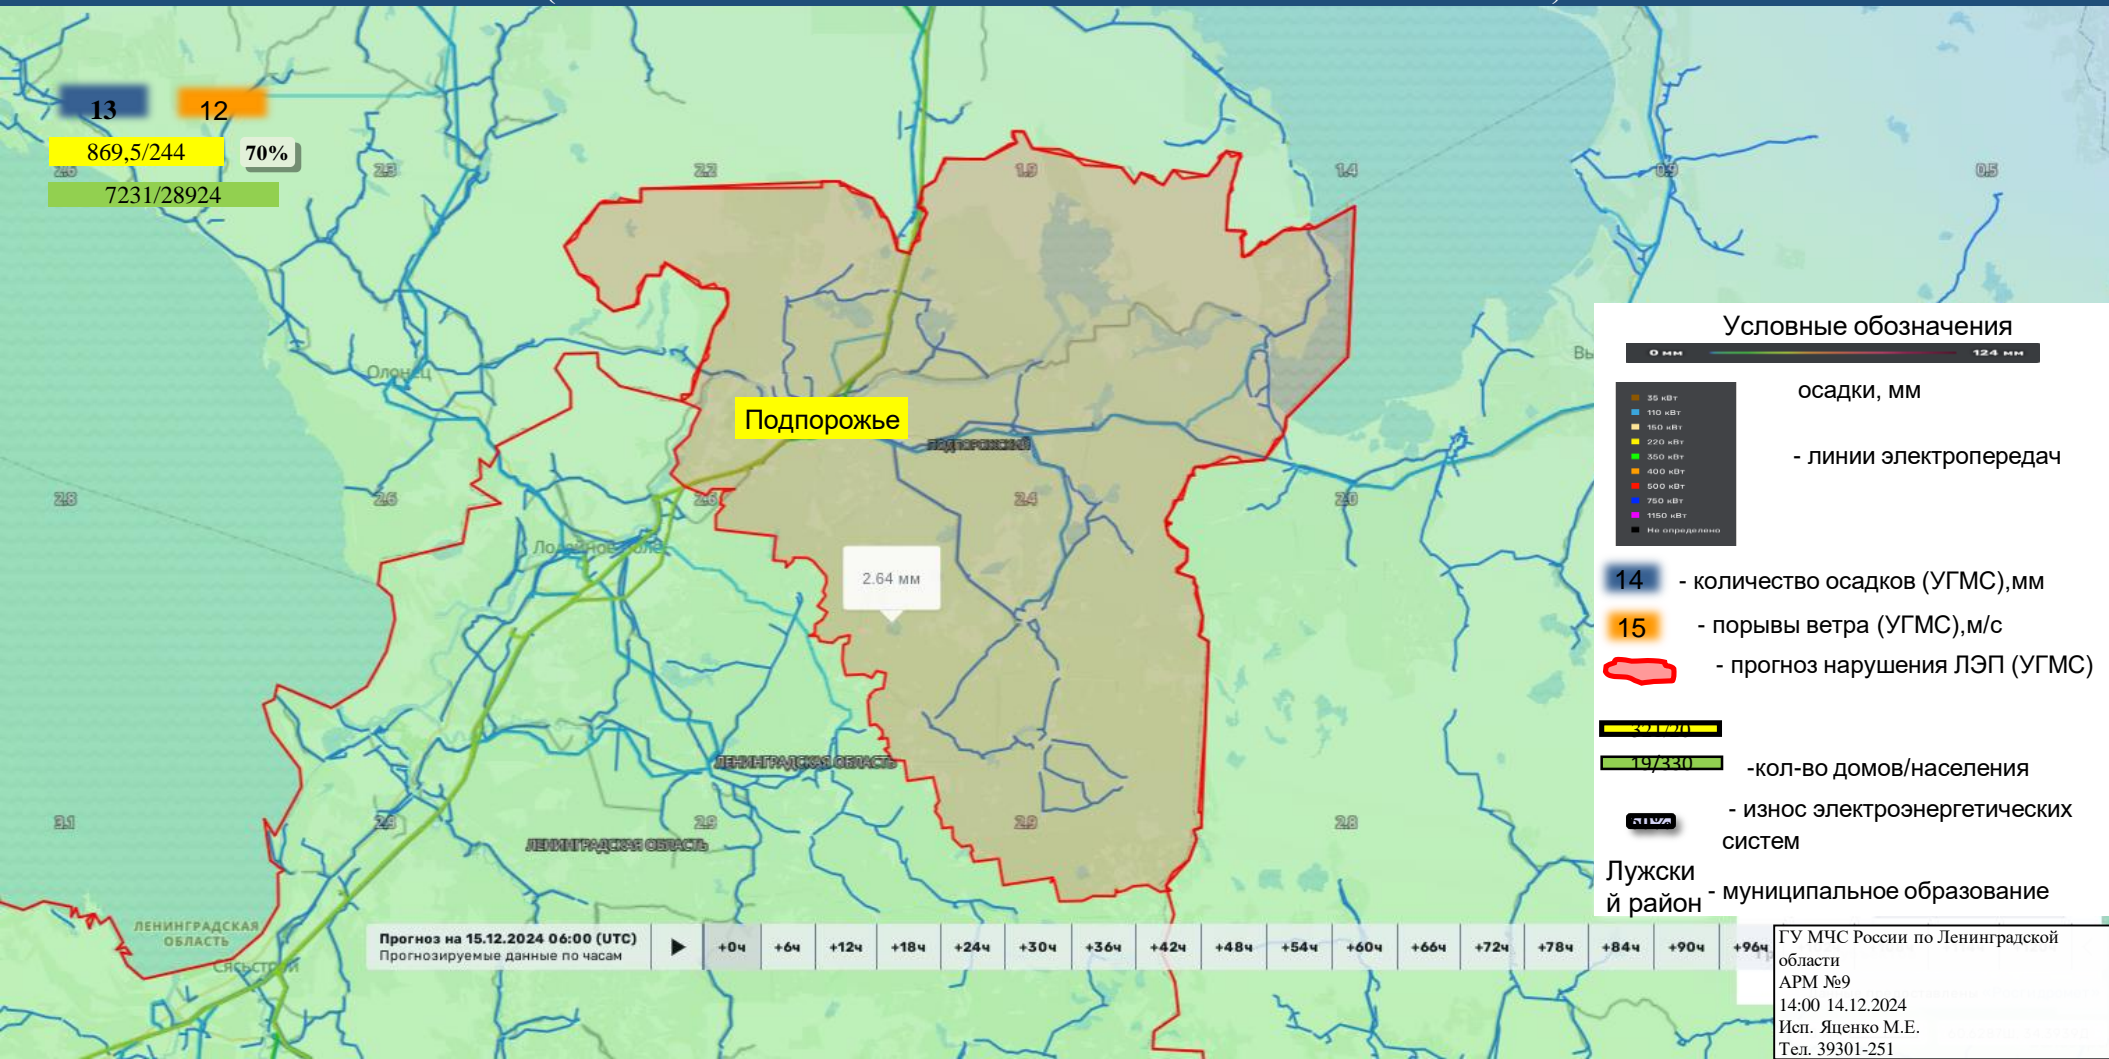 13
12
869,5/244
70%
7231/28924
2.6
2.3
2.2
1.9
1.4
0.9
0.5
Олонец
Подпорожье
ПОДПОРОЖСКИЙ
2.8
2.6
2.6
2.4
2.0
Лодейное Поле
2.64 мм
ЛЕНИНГРАДСКАЯ ОБЛАСТЬ
3.1
2.8
2.9
2.9
2.8
ЛЕНИНГРАДСКАЯ ОБЛАСТЬ
ЛЕНИНГРАДСКАЯ
ОБЛАСТЬ
Сясьстрой
Прогноз на 15.12.2024 06:00 (UTC)
Прогнозируемые данные по часам
+0ч +6ч +12ч +18ч +24ч +30ч +36ч +42ч +48ч +54ч +60ч +66ч +72ч +78ч +84ч +90ч +96ч
Вы
Условные обозначения
0 мм
124 мм
осадки, мм
35 кВт
110 кВт
150 кВт
220 кВт
350 кВт
400 кВт
500 кВт
750 кВт
1150 кВт
Не определено
- линии электропередач
14 - количество осадков (УГМС),мм
15 - порывы ветра (УГМС),м/с
- прогноз нарушения ЛЭП (УГМС)
321/20
19/330 -кол-во домов/населения
- износ электроэнергетических
систем
Лужски
й район - муниципальное образование
ГУ МЧС России по Ленинградской
области
АРМ №9
14:00 14.12.2024
Исп. Яценко М.Е.
Тел. 39301-251